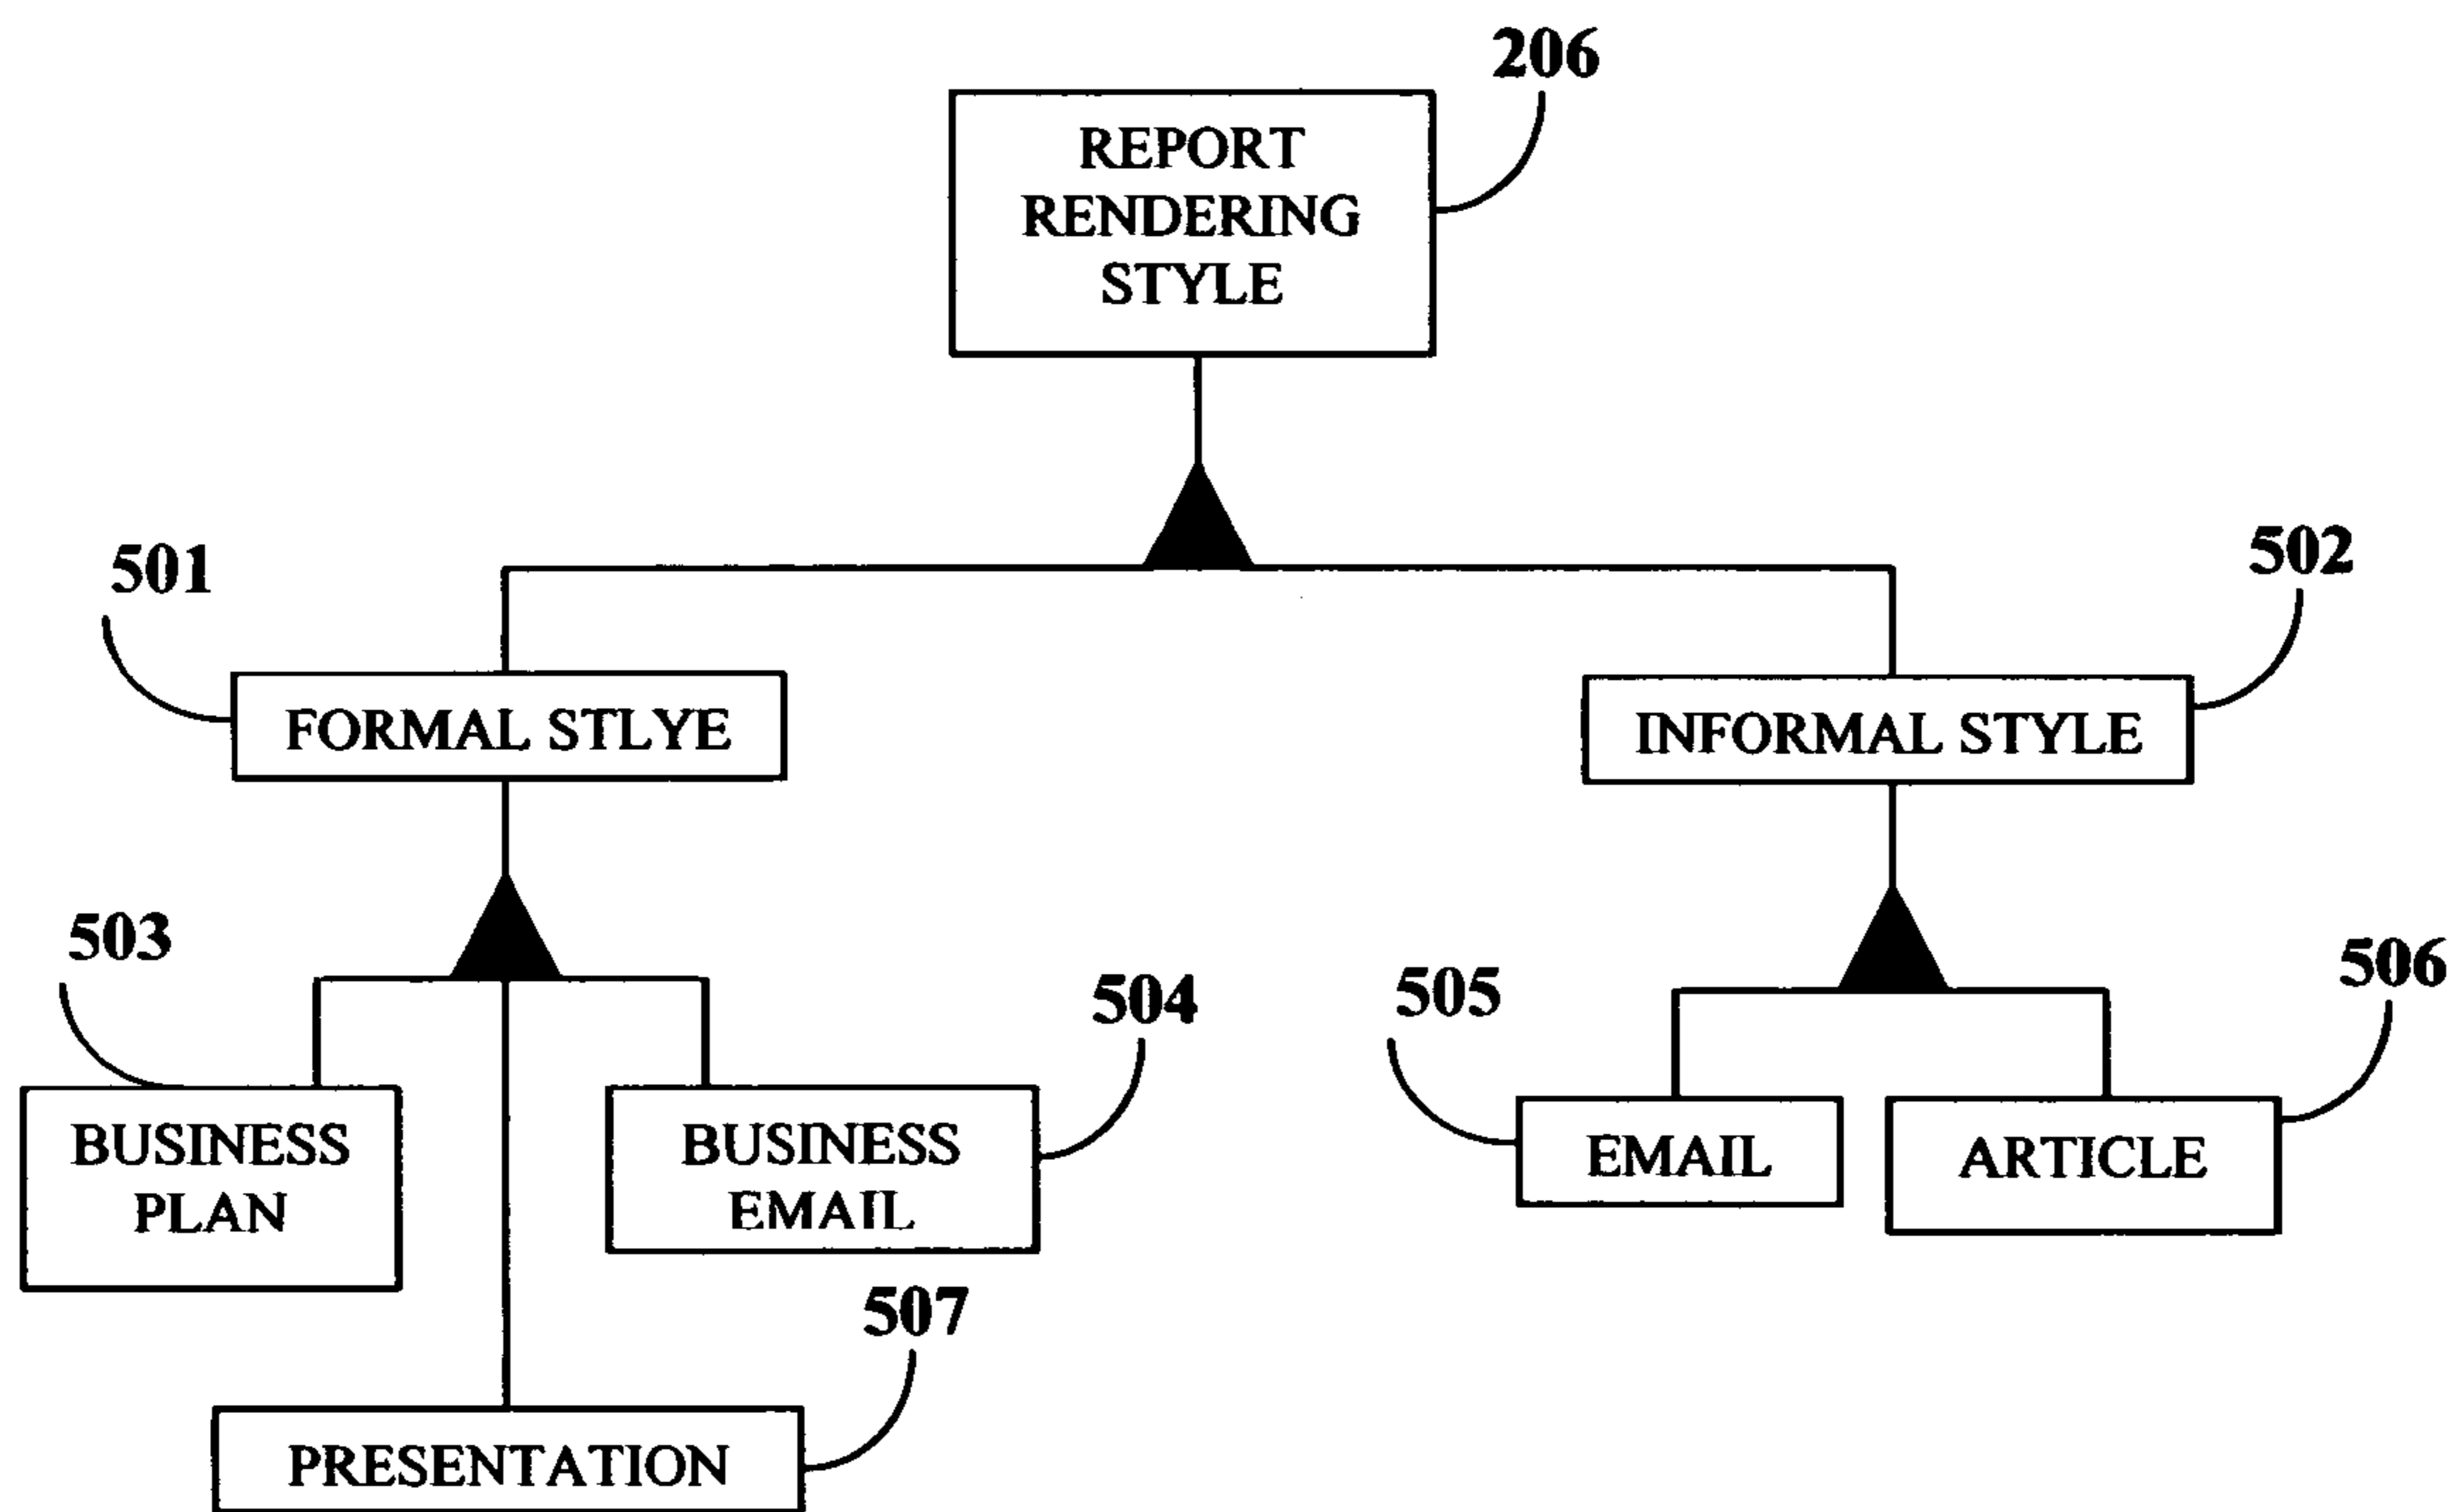 206
REPORT
RENDERING
STYLE
501
502
FORMAL STLYE
INFORMAL STYLE
503
504
505
506
BUSINESS
PLAN
BUSINESS
EMAIL
EMAIL
ARTICLE
507
PRESENTATION